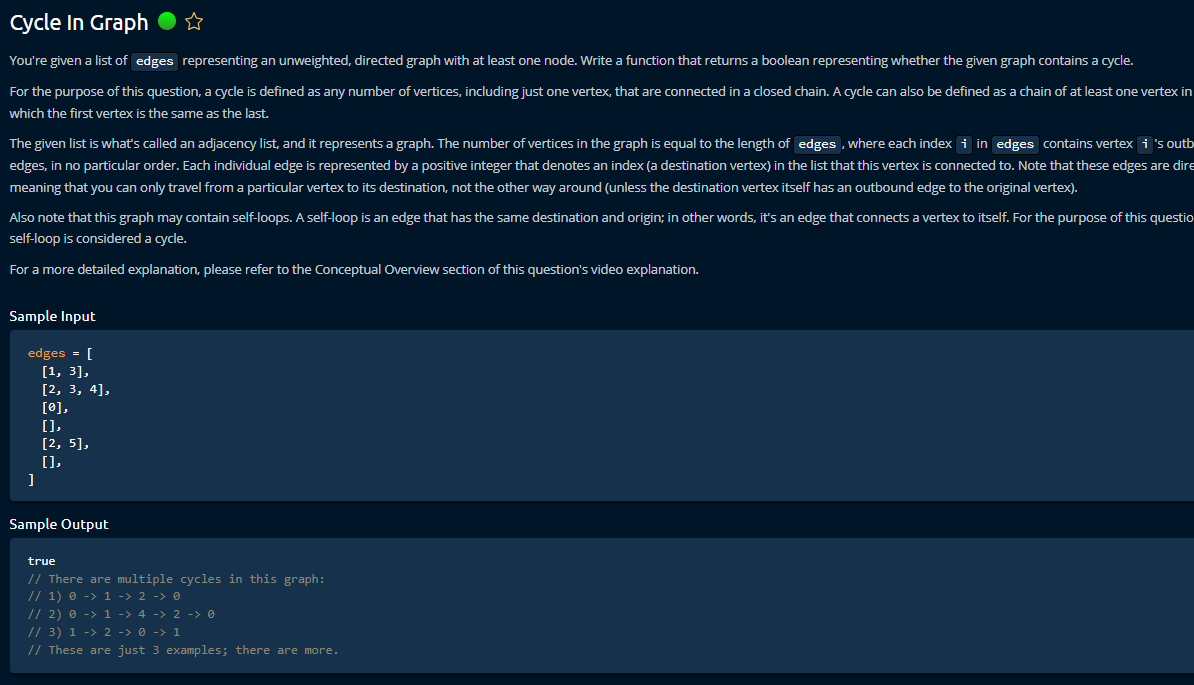 Cycle In Graph
You're given a list of edges representing an unweighted, directed graph with at least one node. Write a function that returns a boolean representing whether the given graph contains a cycle.
For the purpose of this question, a cycle is defined as any number of vertices, including just one vertex, that are connected in a closed chain. A cycle can also be defined as a chain of at least one vertex in
which the first vertex is the same as the last.
The given list is what's called an adjacency list, and it represents a graph. The number of vertices in the graph is equal to the length of edges, where each index i in edges contains vertex i's outb
edges, in no particular order. Each individual edge is represented by a positive integer that denotes an index (a destination vertex) in the list that this vertex is connected to. Note that these edges are dire
meaning that you can only travel from a particular vertex to its destination, not the other way around (unless the destination vertex itself has an outbound edge to the original vertex).
Also note that this graph may contain self-loops. A self-loop is an edge that has the same destination and origin; in other words, it's an edge that connects a vertex to itself. For the purpose of this questio
self-loop is considered a cycle.
For a more detailed explanation, please refer to the Conceptual Overview section of this question's video explanation.
Sample Input
edges = [
[1, 3],
[2, 3, 4],
[0],
[],
[2, 5],
[],
]
Sample Output
true
// There are multiple cycles in this graph:
// 1) 0 -> 1 -> 2 -> 0
// 2) 0 -> 1 -> 4 -> 2 -> 0
// 3) 1 -> 2 -> 0 -> 1
// These are just 3 examples; there are more.